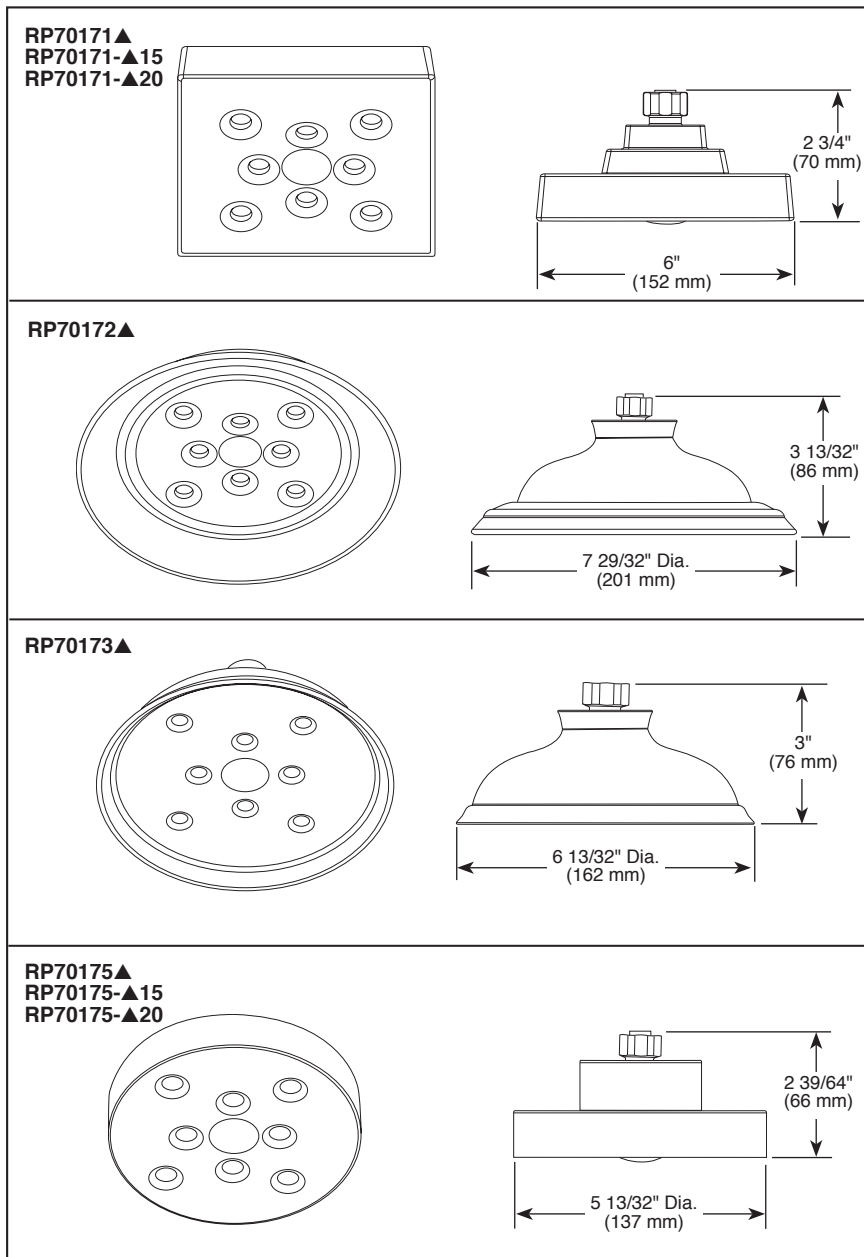 RP70171▲
RP70171-▲15
RP70171-▲20
2 3/4"
(70 mm)
6"
(152 mm)
RP70172▲
3 13/32"
(86 mm)
7 29/32" Dia.
(201 mm)
RP70173▲
3"
(76 mm)
6 13/32" Dia.
(162 mm)
RP70175▲
RP70175-▲15
RP70175-▲20
2 39/64"
(66 mm)
5 13/32" Dia.
(137 mm)